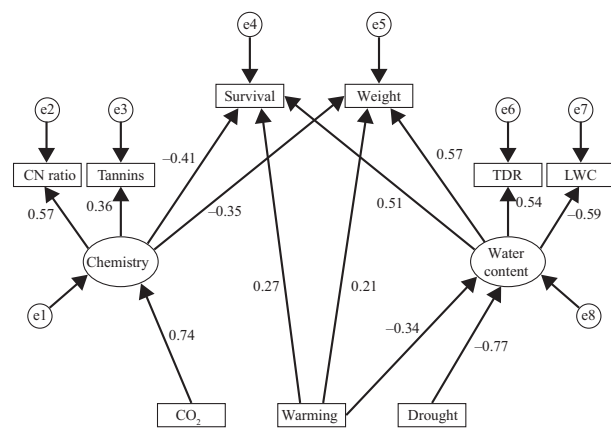 e4
e5
Survival
Weight
e2
e3
e6
e7
CN ratio
Tannins
TDR
LWC
–0.41
0.57
0.57
0.36
–0.35
0.51
0.54
–0.59
Chemistry
Water
content
e1
e8
0.74
0.27
0.21
–0.34
–0.77
CO₂
Warming
Drought